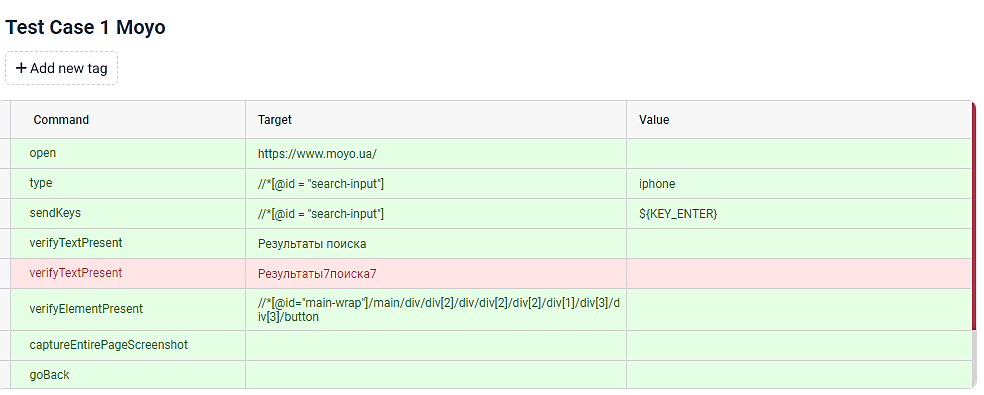 Test Case 1 Moyo
+ Add new tag
Command Target Value
open https://www.moyo.ua/
type //*[@id = "search-input"] iphone
sendKeys //*[@id = "search-input"] ${KEY_ENTER}
verifyTextPresent Результаты поиска
verifyTextPresent Результаты7поиска7
verifyElementPresent //*[@id="main-wrap"]/main/div/div[2]/div/div[2]/div[2]/div[1]/div[3]/d
iv[3]/button
captureEntirePageScreenshot
goBack